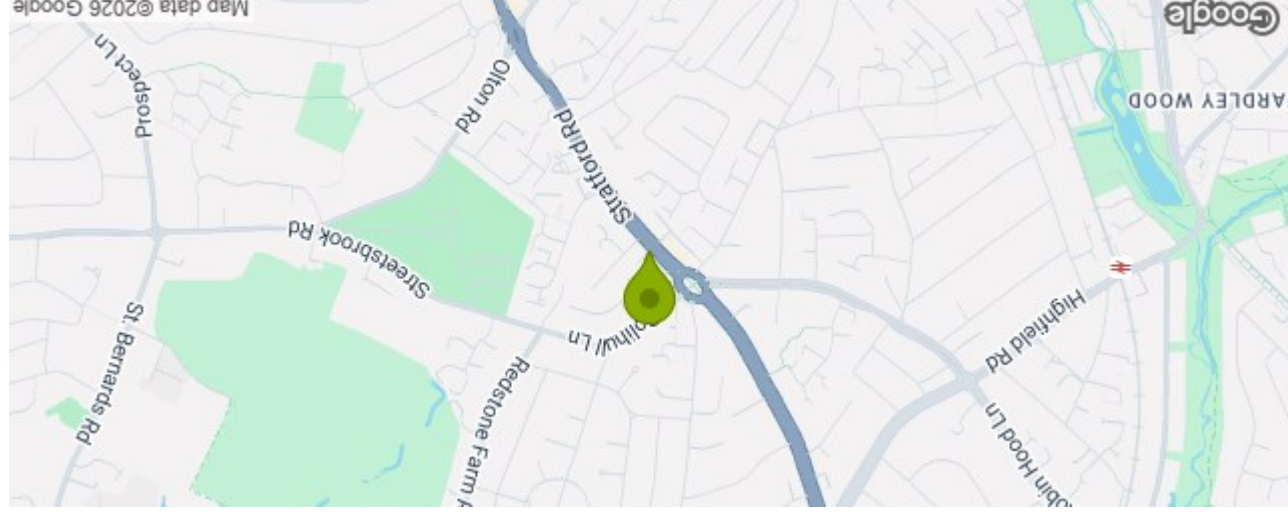 Robin Hood Ln
Redstone Farm R
St. Bernards Rd
Highfield Rd
Solihull Ln
Streetsbrook Rd
Stratford Rd
YARDLEY WOOD
Olton Rd
Prospect Ln
Google
Map data ©2026 Google